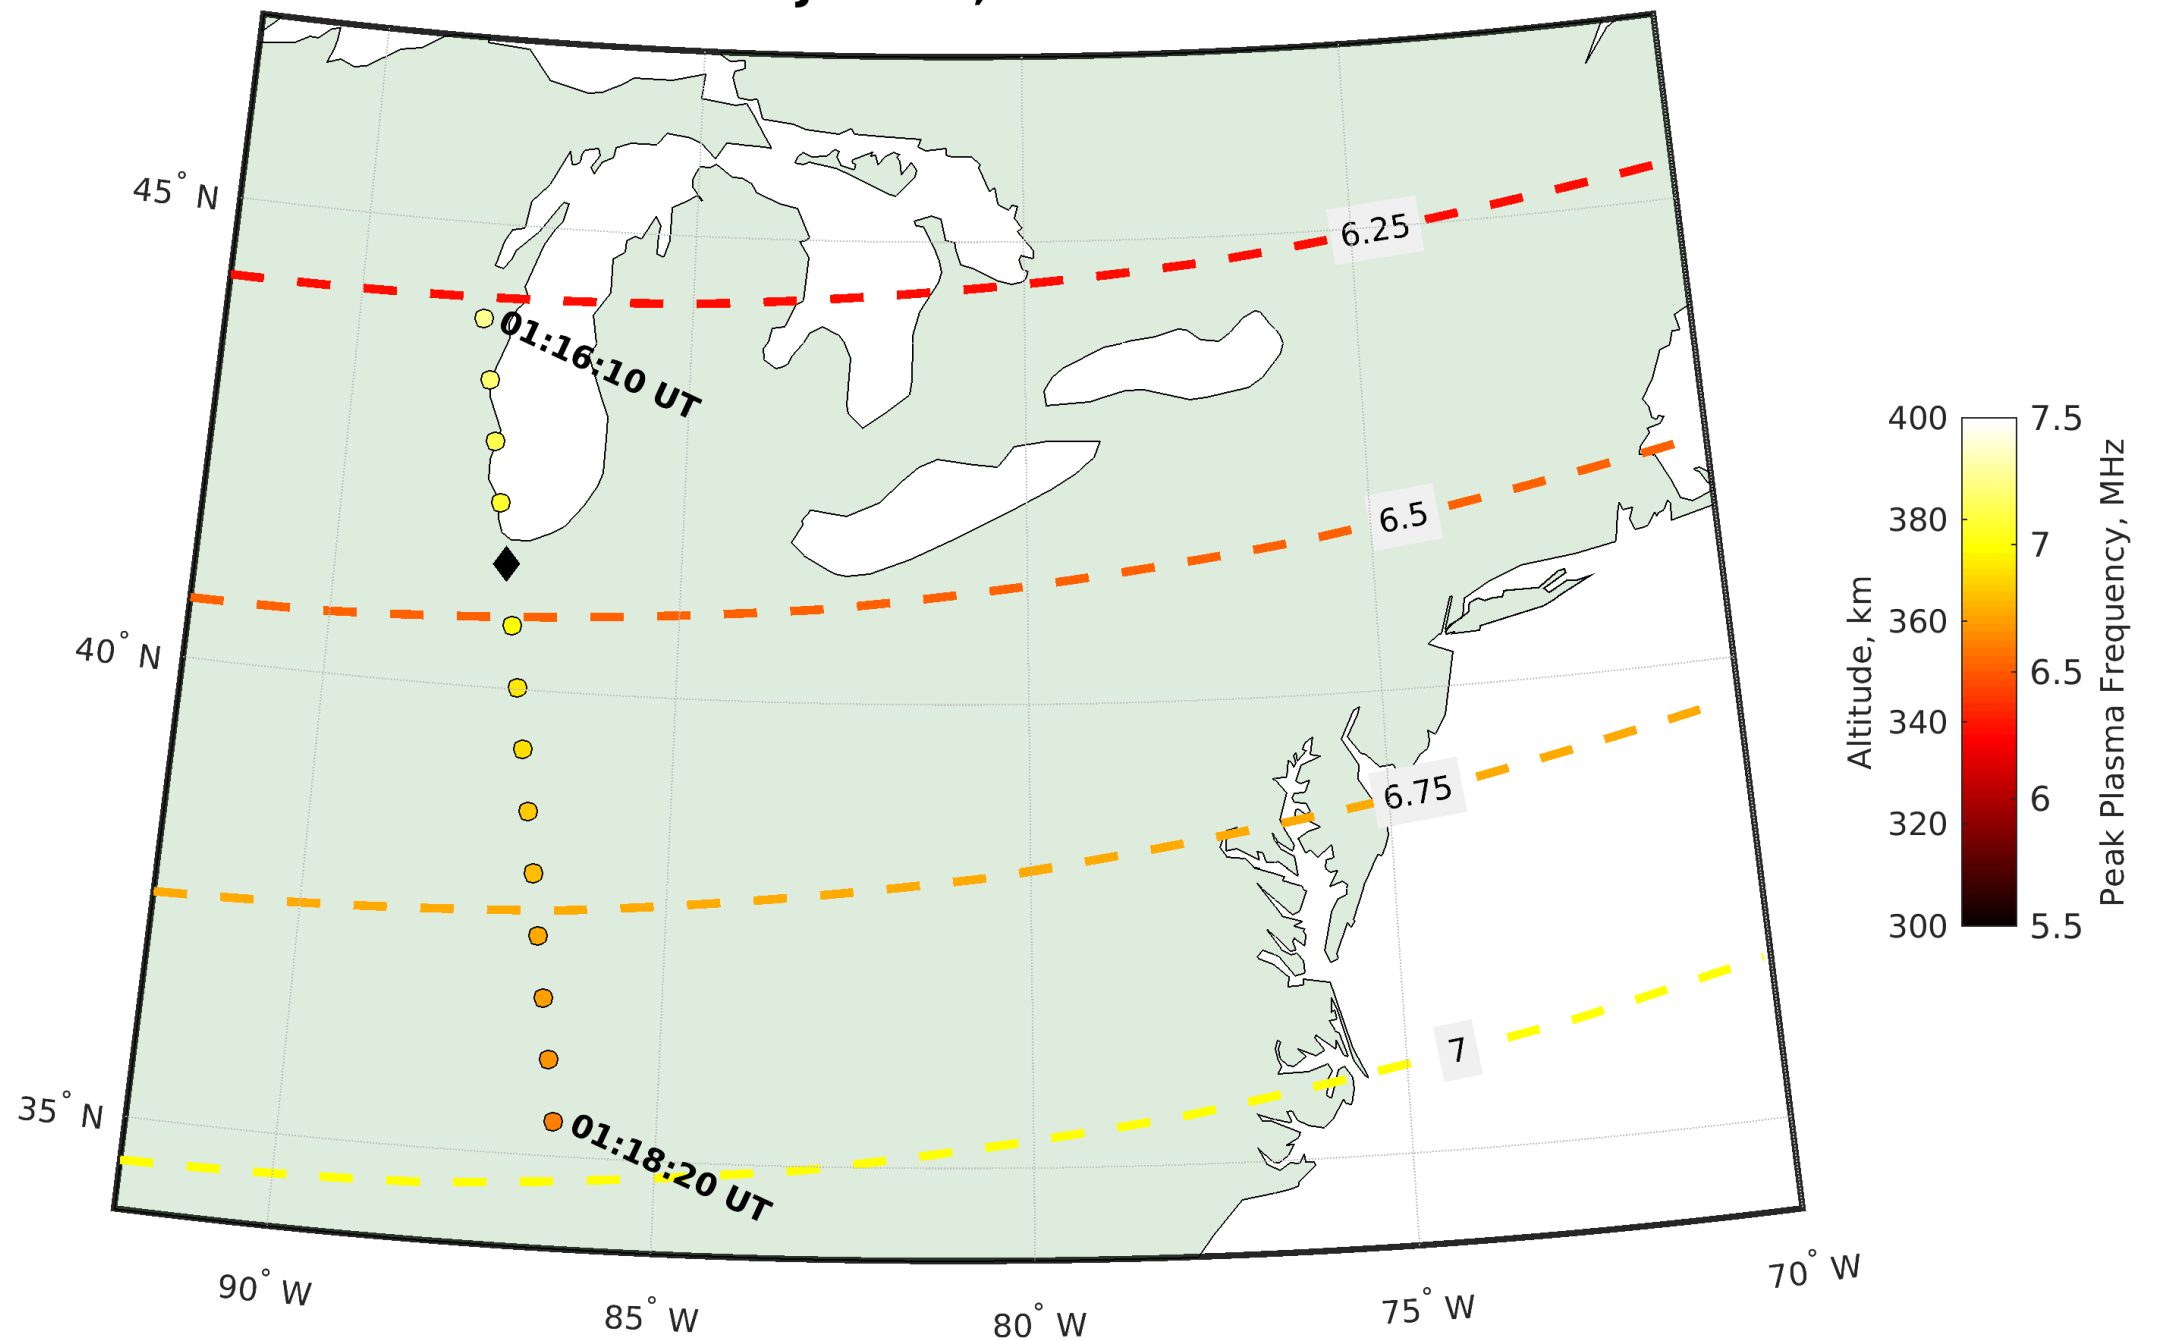 45° N
40° N
35° N
90° W
85° W
80° W
75° W
70° W
6.25
6.5
6.75
7
01:16:10 UT
01:18:20 UT
Altitude, km
400
380
360
340
320
300
7.5
7
6.5
6
5.5
Peak Plasma Frequency, MHz